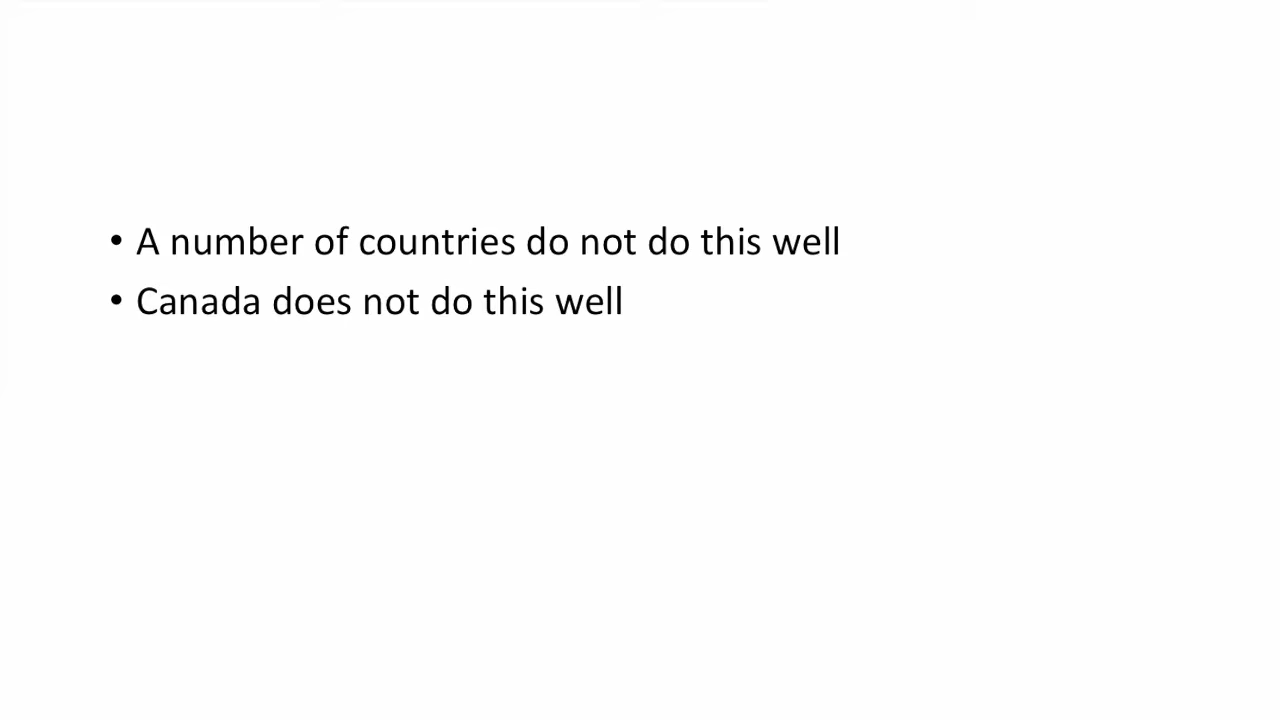 • A number of countries do not do this well
• Canada does not do this well